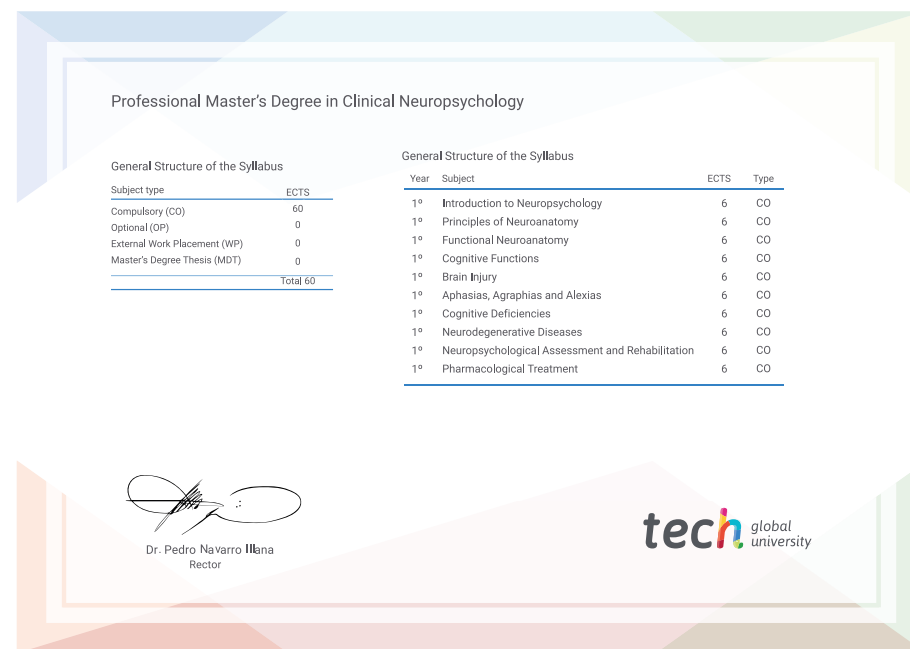 Professional Master's Degree in Clinical Neuropsychology
General Structure of the Syllabus
Subject type ECTS
Compulsory (CO) 60
Optional (OP) 0
External Work Placement (WP) 0
Master's Degree Thesis (MDT) 0
Total 60
General Structure of the Syllabus
Year Subject ECTS Type
1º Introduction to Neuropsychology 6 CO
1º Principles of Neuroanatomy 6 CO
1º Functional Neuroanatomy 6 CO
1º Cognitive Functions 6 CO
1º Brain Injury 6 CO
1º Aphasias, Agraphias and Alexias 6 CO
1º Cognitive Deficiencies 6 CO
1º Neurodegenerative Diseases 6 CO
1º Neuropsychological Assessment and Rehabilitation 6 CO
1º Pharmacological Treatment 6 CO
Dr. Pedro Navarro Illana
Rector
tech global
university